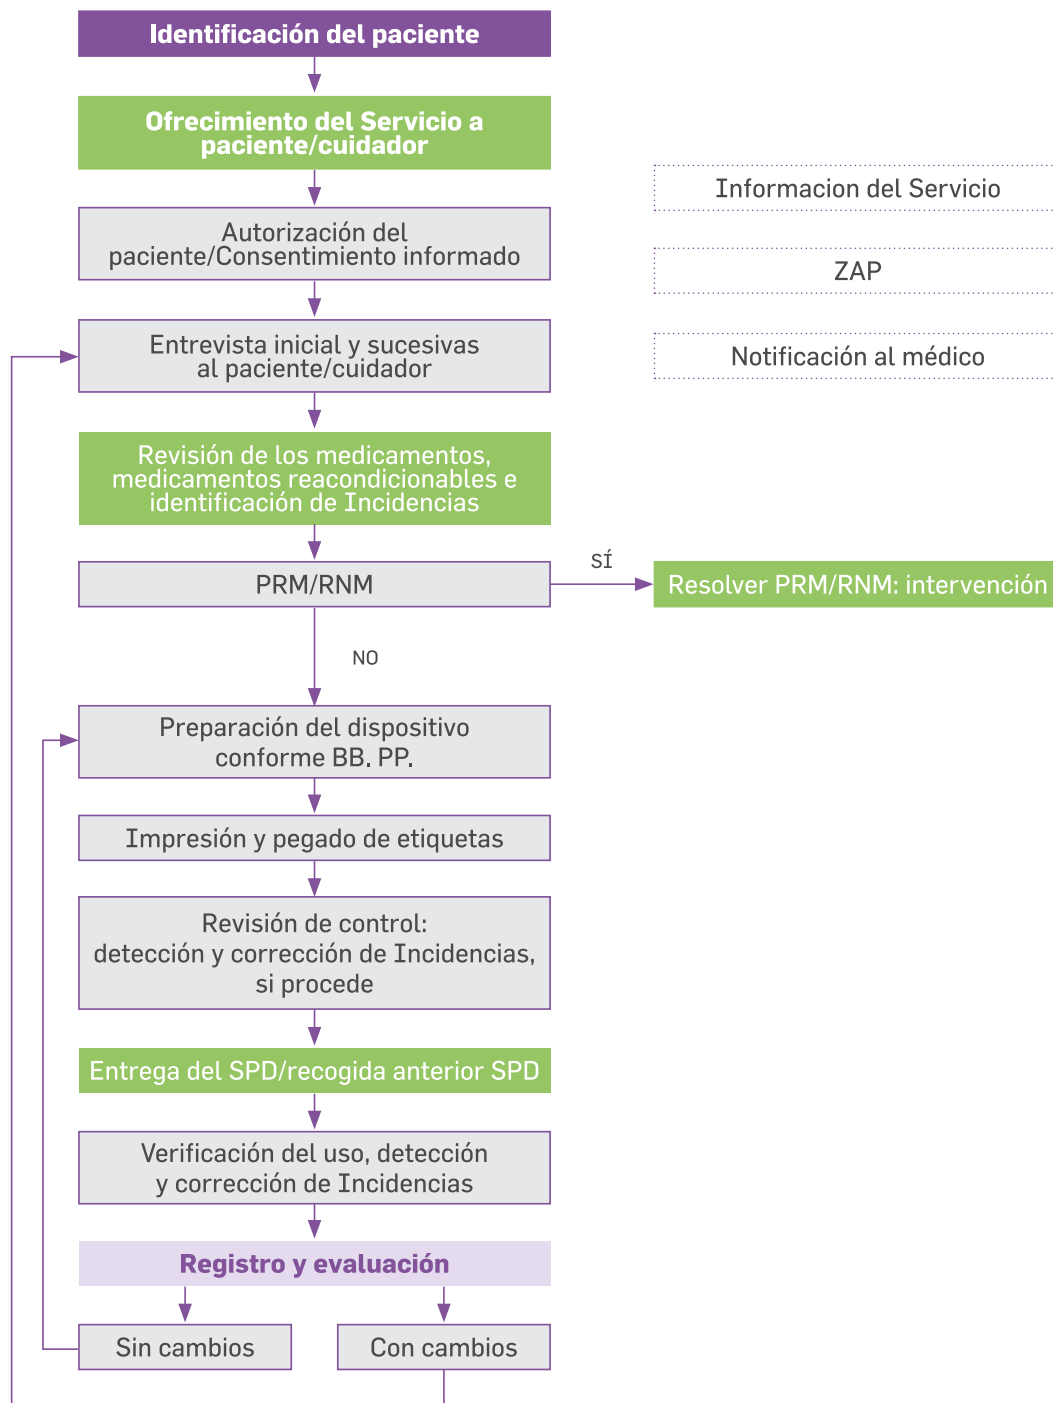 Identificación del paciente
Ofrecimiento del Servicio a
paciente/cuidador
Informacion del Servicio
Autorización del
paciente/Consentimiento informado
ZAP
Entrevista inicial y sucesivas
al paciente/cuidador
Notificación al médico
Revisión de los medicamentos,
medicamentos reacondicionables e
identificación de Incidencias
PRM/RNM
SÍ
Resolver PRM/RNM: intervención
NO
Preparación del dispositivo
conforme BB. PP.
Impresión y pegado de etiquetas
Revisión de control:
detección y corrección de Incidencias,
si procede
Entrega del SPD/recogida anterior SPD
Verificación del uso, detección
y corrección de Incidencias
Registro y evaluación
Sin cambios
Con cambios